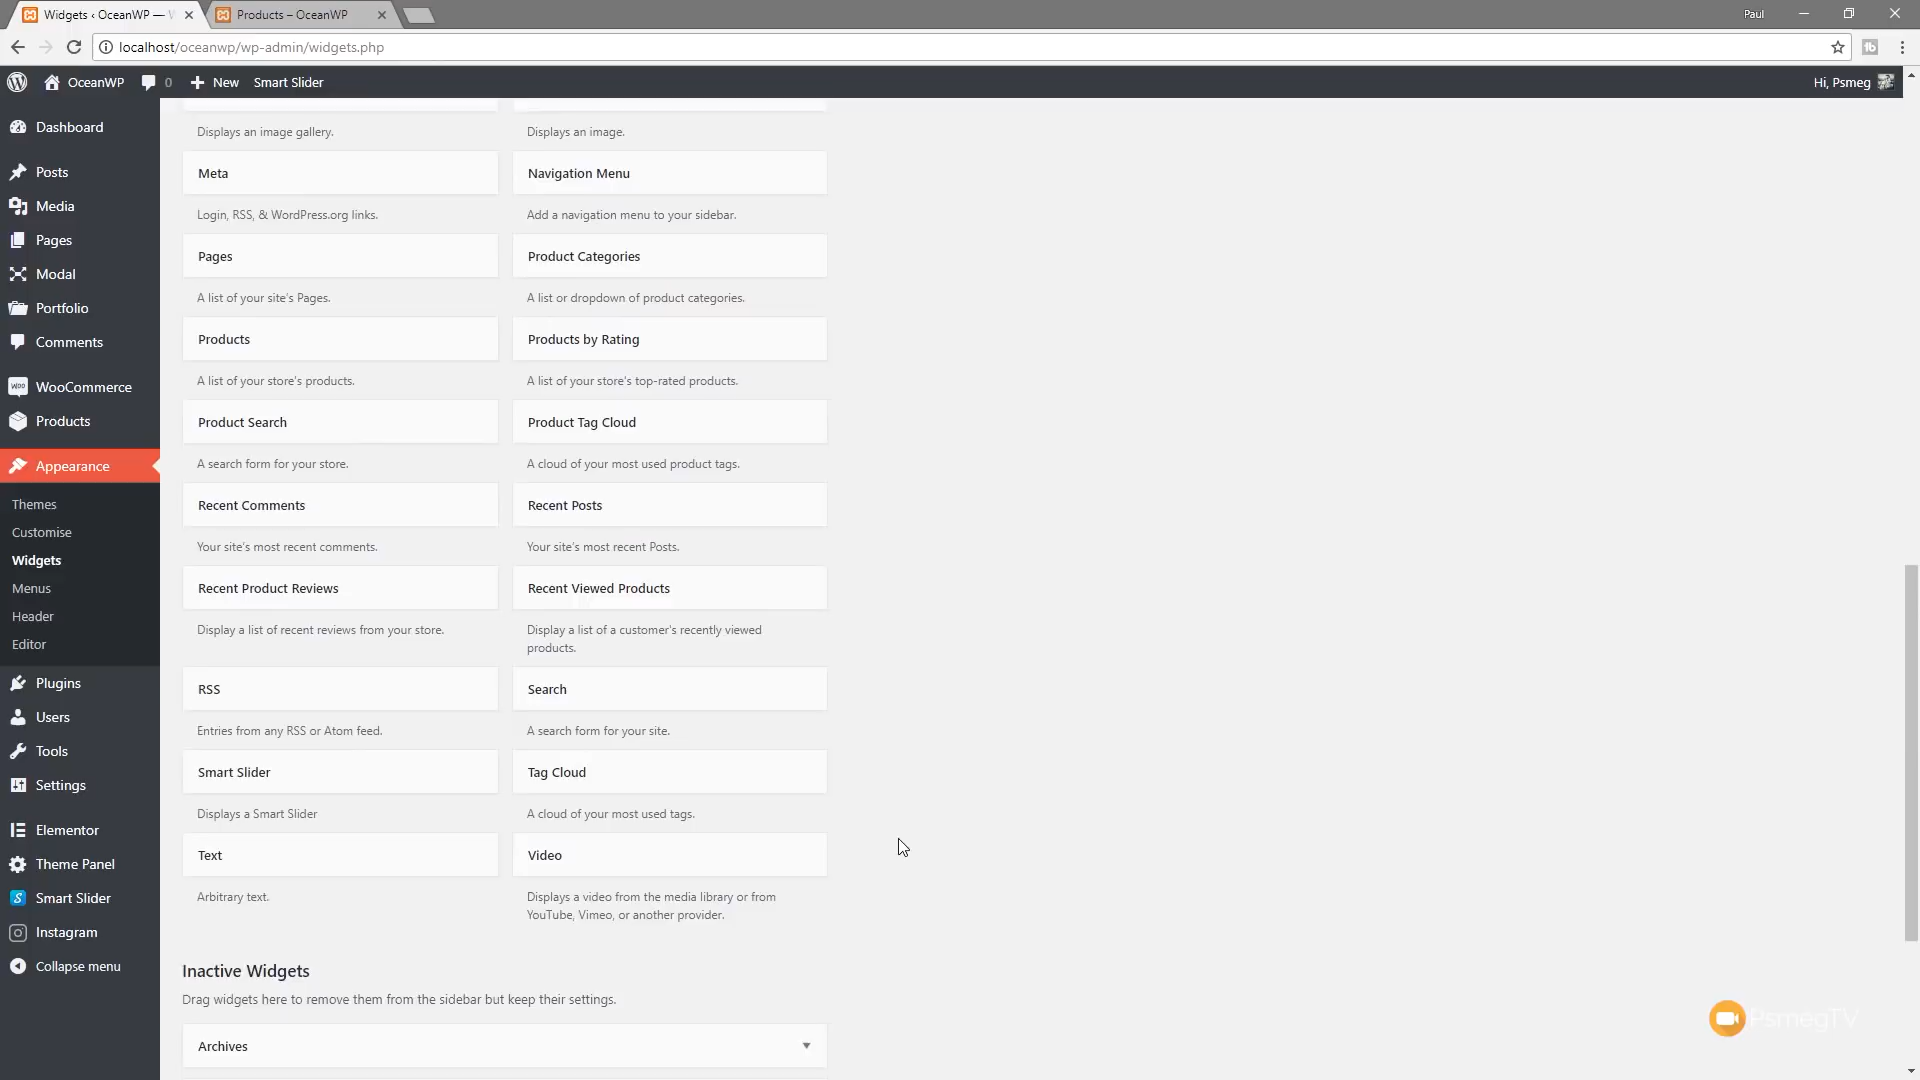 Widgets ‹ OceanWP — W
Products – OceanWP
Paul
localhost/oceanwp/wp-admin/widgets.php
OceanWP
0
New
Smart Slider
Hi, Psmeg
Dashboard
Posts
Media
Pages
Modal
Portfolio
Comments
WooCommerce
Products
Appearance
Themes
Customise
Widgets
Menus
Header
Editor
Plugins
Users
Tools
Settings
Elementor
Theme Panel
Smart Slider
Instagram
Collapse menu
Displays an image gallery.
Displays an image.
Meta
Navigation Menu
Login, RSS, & WordPress.org links.
Add a navigation menu to your sidebar.
Pages
Product Categories
A list of your site's Pages.
A list or dropdown of product categories.
Products
Products by Rating
A list of your store's products.
A list of your store's top-rated products.
Product Search
Product Tag Cloud
A search form for your store.
A cloud of your most used product tags.
Recent Comments
Recent Posts
Your site's most recent comments.
Your site's most recent Posts.
Recent Product Reviews
Recent Viewed Products
Display a list of recent reviews from your store.
Display a list of a customer's recently viewed
products.
RSS
Search
Entries from any RSS or Atom feed.
A search form for your site.
Smart Slider
Tag Cloud
Displays a Smart Slider
A cloud of your most used tags.
Text
Video
Arbitrary text.
Displays a video from the media library or from
YouTube, Vimeo, or another provider.
Inactive Widgets
Drag widgets here to remove them from the sidebar but keep their settings.
Archives
PsmegTV